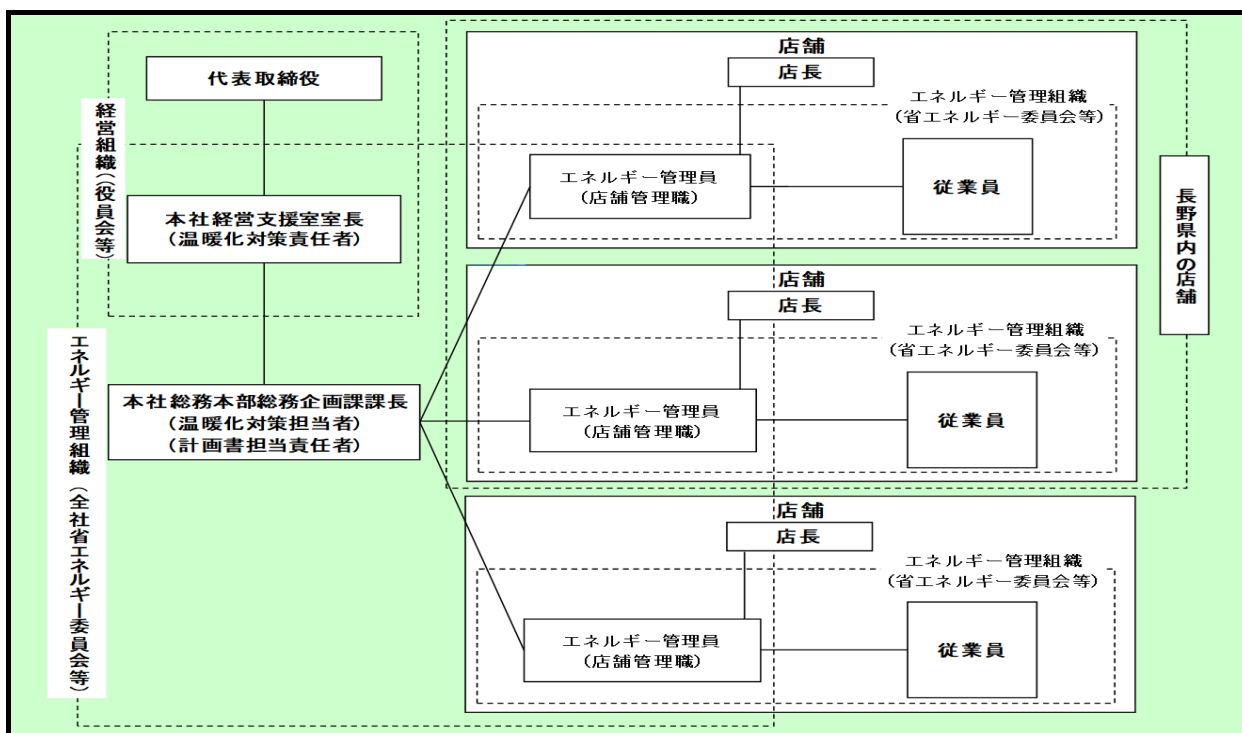 代表取締役
経営組織((役員会等)
本社経営支援室室長
(温暖化対策責任者)
エネルギー管理組織(全社省エネルギー委員会等)
本社総務本部総務企画課課長
(温暖化対策担当者)
(計画書担当責任者)
店舗
店長
エネルギー管理組織
(省エネルギー委員会等)
エネルギー管理員
(店舗管理職)
従業員
店舗
店長
エネルギー管理組織
(省エネルギー委員会等)
エネルギー管理員
(店舗管理職)
従業員
店舗
店長
エネルギー管理組織
(省エネルギー委員会等)
エネルギー管理員
(店舗管理職)
従業員
長野県内の店舗